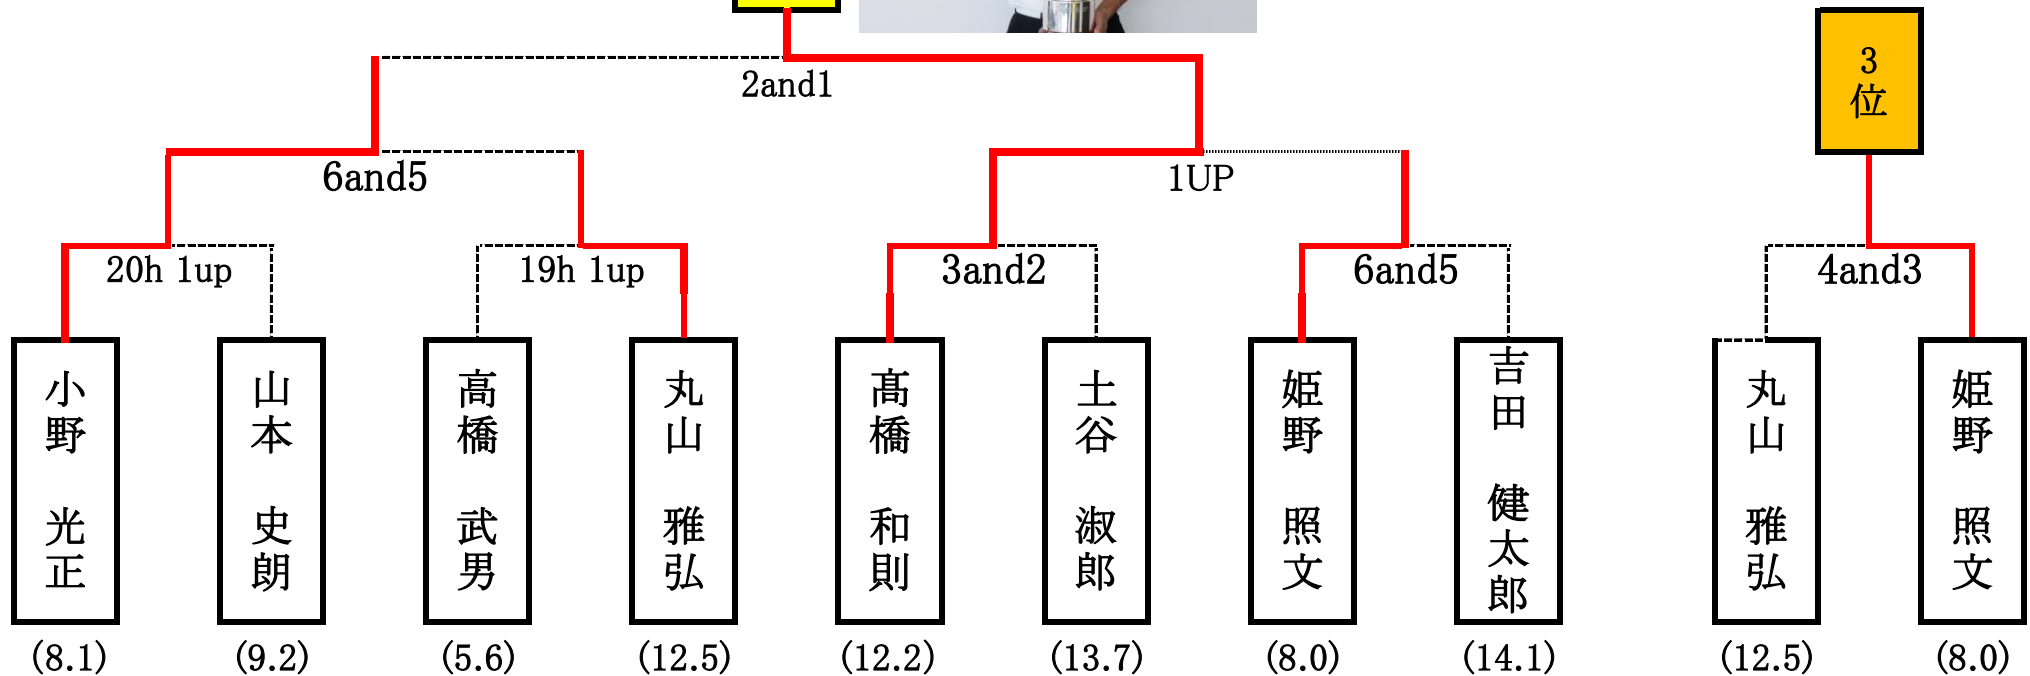 2and1
3位
6and5
1UP
20h 1up
19h 1up
3and2
6and5
4and3
小野 光正
山本 史朗
高橋 武男
丸山 雅弘
髙橋 和則
土谷 淑郎
姫野 照文
吉田 健太郎
丸山 雅弘
姫野 照文
(8.1)
(9.2)
(5.6)
(12.5)
(12.2)
(13.7)
(8.0)
(14.1)
(12.5)
(8.0)